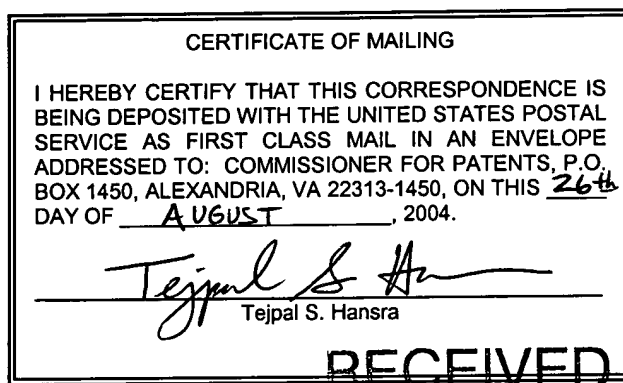 CERTIFICATE OF MAILING
I HEREBY CERTIFY THAT THIS CORRESPONDENCE IS
BEING DEPOSITED WITH THE UNITED STATES POSTAL
SERVICE AS FIRST CLASS MAIL IN AN ENVELOPE
ADDRESSED TO: COMMISSIONER FOR PATENTS, P.O.
BOX 1450, ALEXANDRIA, VA 22313-1450, ON THIS 26th
DAY OF AUGUST, 2004.
Tejpal S Han
Tejpal S. Hansra
RECEIVED